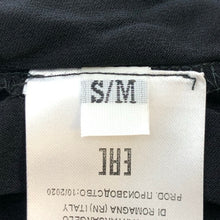 S/M
DI ROMAGNA (RN) ITALY
PROD. ПРОИЗВОДСТВО:10/2020
EAC